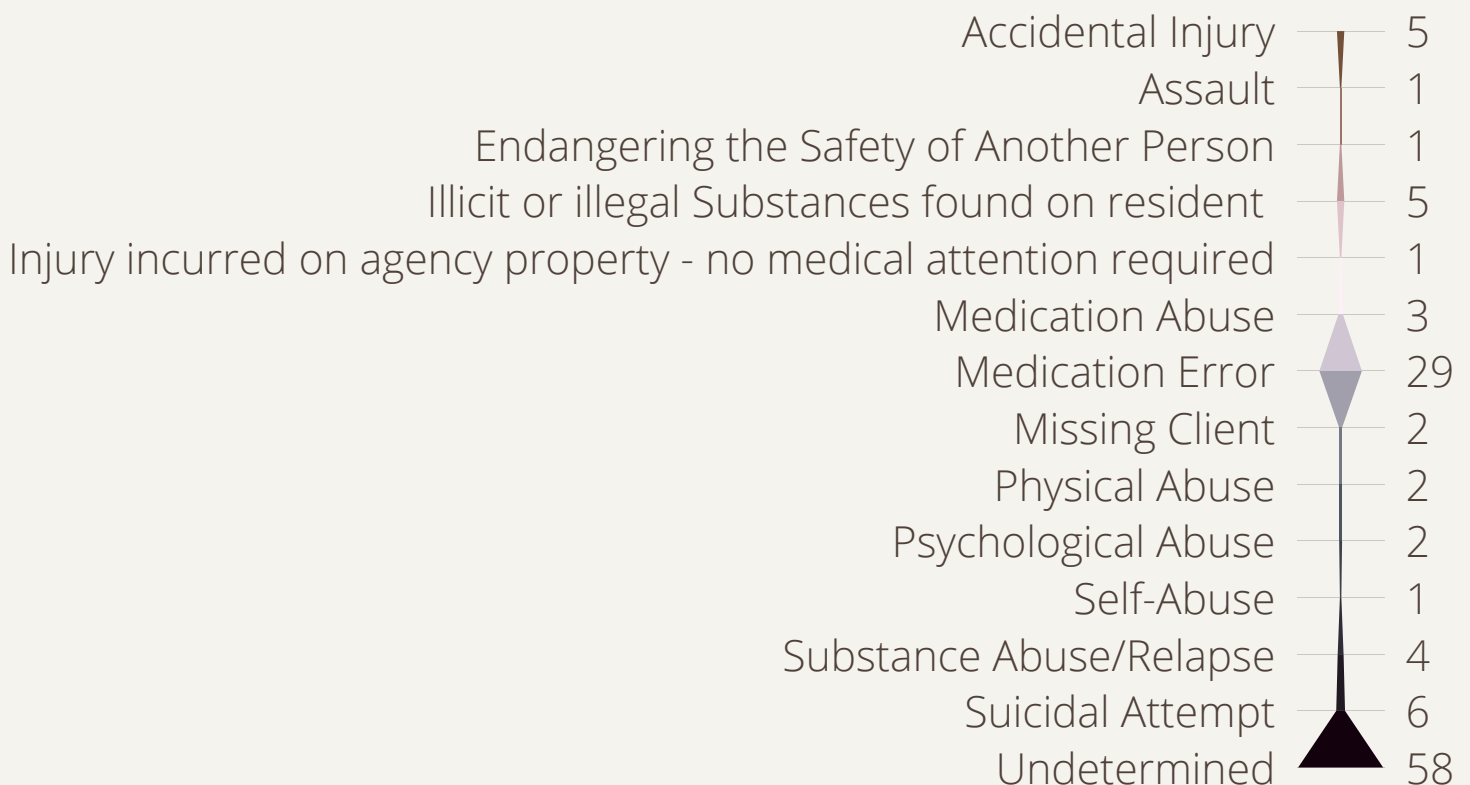 Accidental Injury 5
Assault 1
Endangering the Safety of Another Person 1
Illicit or illegal Substances found on resident 5
Injury incurred on agency property - no medical attention required 1
Medication Abuse 3
Medication Error 29
Missing Client 2
Physical Abuse 2
Psychological Abuse 2
Self-Abuse 1
Substance Abuse/Relapse 4
Suicidal Attempt 6
Undetermined 58